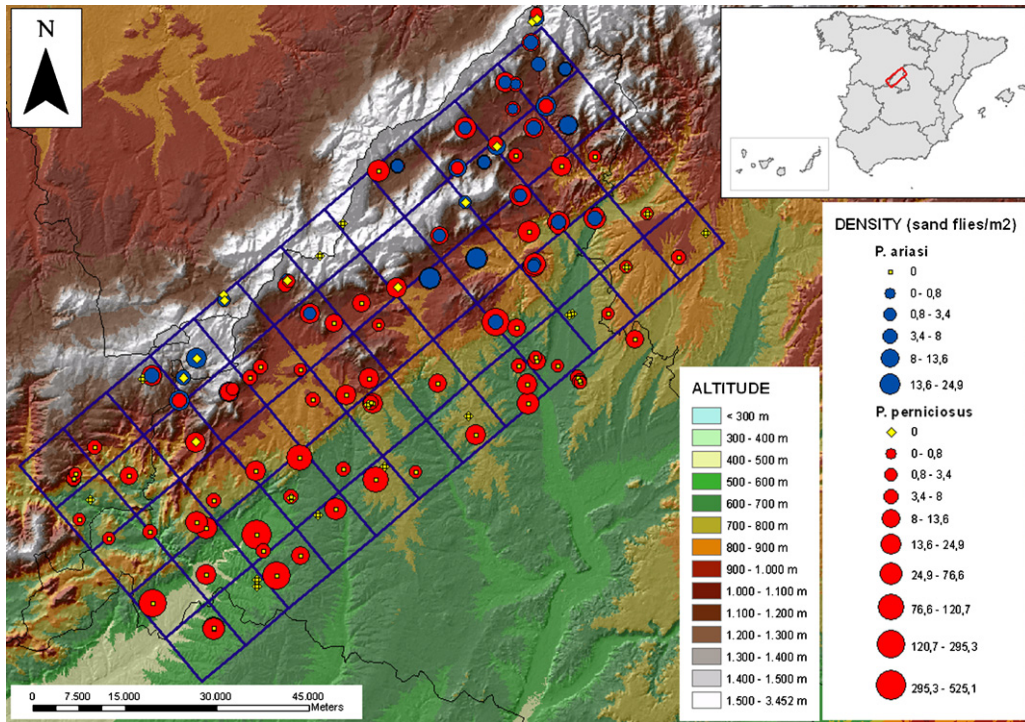 N
DENSITY (sand flies/m2)
P. ariasi
0
0 - 0,8
0,8 - 3,4
3,4 - 8
8 - 13,6
13,6 - 24,9
P. perniciosus
0
0- 0,8
0,8 - 3,4
3,4 - 8
8 - 13,6
13,6 - 24,9
24,9 - 76,6
76,6 - 120,7
120,7 - 295,3
295,3 - 525,1
ALTITUDE
< 300 m
300 - 400 m
400 - 500 m
500 - 600 m
600 - 700 m
700 - 800 m
800 - 900 m
900 - 1.000 m
1.000 - 1.100 m
1.100 - 1.200 m
1.200 - 1.300 m
1.300 - 1.400 m
1.400 - 1.500 m
1.500 - 3.452 m
0 7.500 15.000 30.000 45.000
Meters